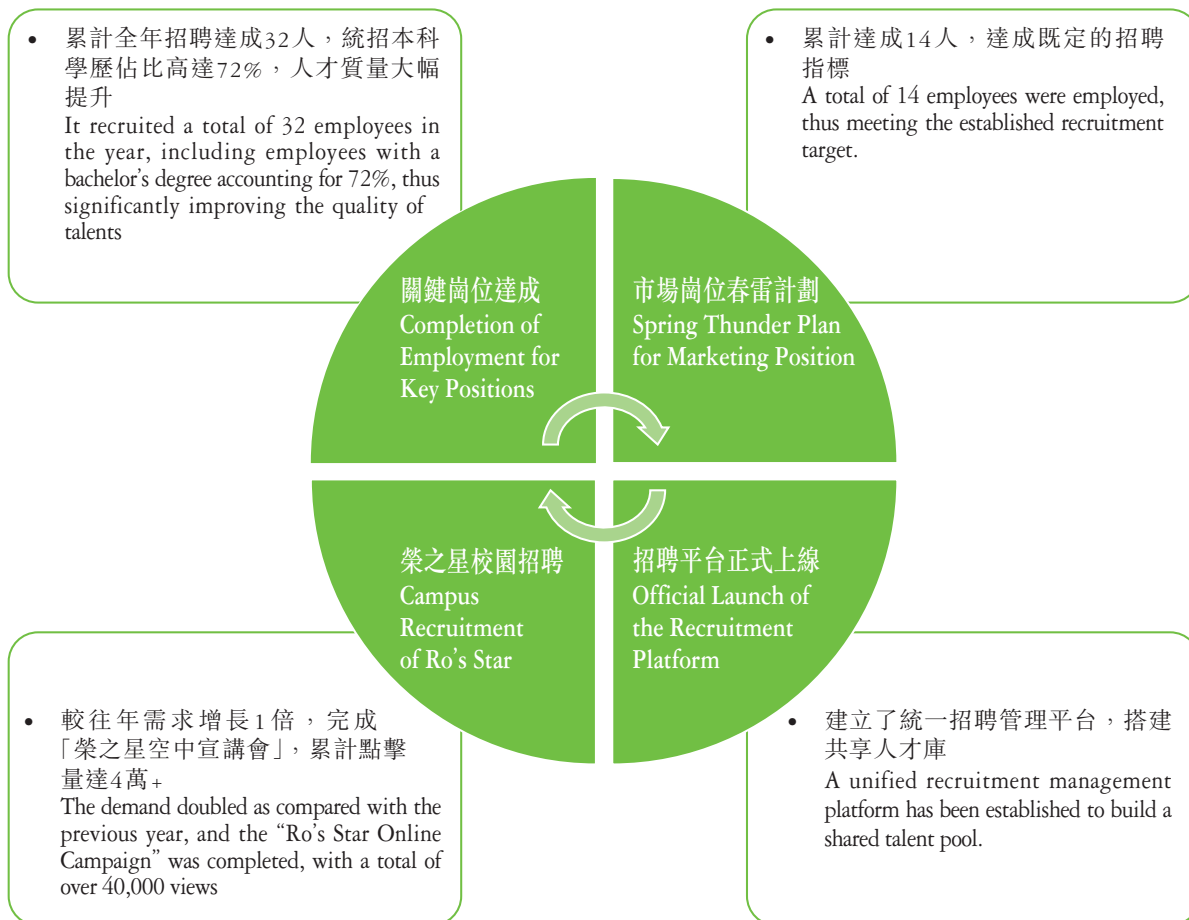 • 累計全年招聘達成32人，統招本科
學歷佔比高達72%，人才質量大幅
提升
It recruited a total of 32 employees in
the year, including employees with a
bachelor’s degree accounting for 72%, thus
significantly improving the quality of
talents
• 累計達成14人，達成既定的招聘
指標
A total of 14 employees were employed,
thus meeting the established recruitment
target.
關鍵崗位達成
Completion of
Employment for
Key Positions
市場崗位春雷計劃
Spring Thunder Plan
for Marketing Position
榮之星校園招聘
Campus
Recruitment
of Ro’s Star
招聘平台正式上線
Official Launch of
the Recruitment
Platform
• 較往年需求增長1倍，完成
「榮之星空中宣講會」，累計點擊
量達4萬+
The demand doubled as compared with the
previous year, and the “Ro’s Star Online
Campaign” was completed, with a total of
over 40,000 views
• 建立了統一招聘管理平台，搭建
共享人才庫
A unified recruitment management
platform has been established to build a
shared talent pool.